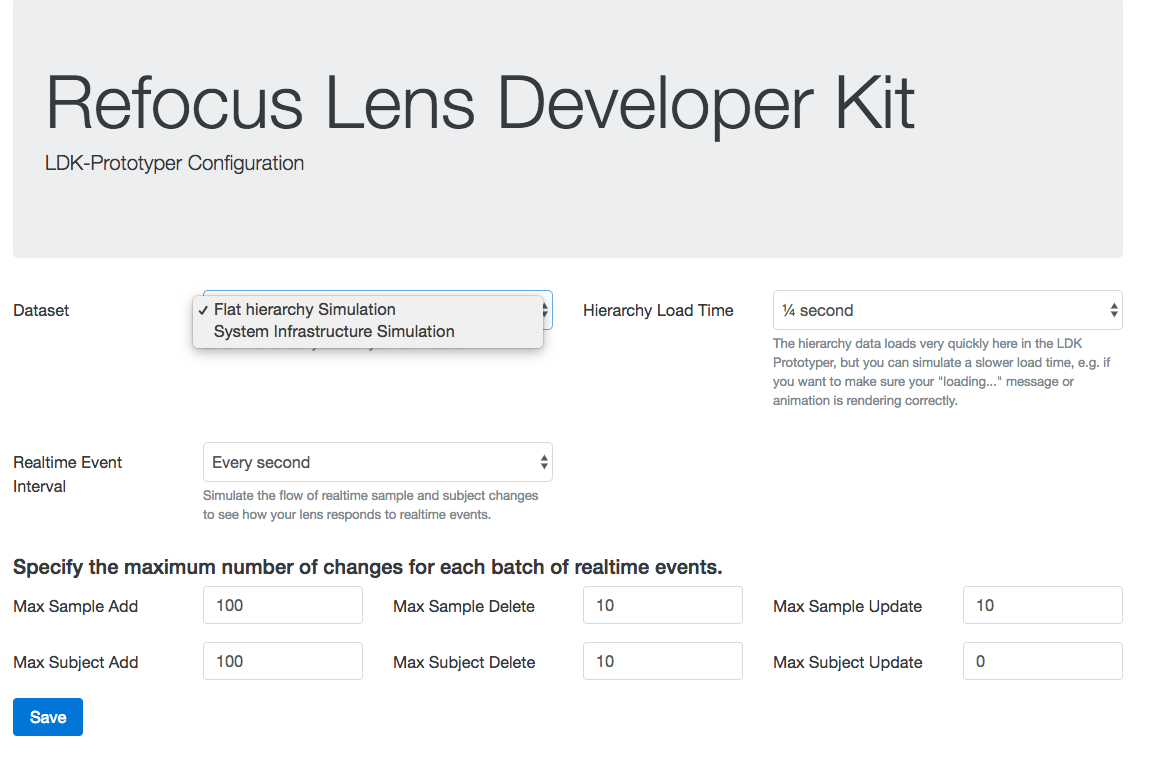 Refocus Lens Developer Kit
LDK-Prototyper Configuration
Dataset
✓ Flat hierarchy Simulation
System Infrastructure Simulation
Hierarchy Load Time
¼ second
The hierarchy data loads very quickly here in the LDK
Prototyper, but you can simulate a slower load time, e.g. if
you want to make sure your "loading..." message or
animation is rendering correctly.
Realtime Event
Interval
Every second
Simulate the flow of realtime sample and subject changes
to see how your lens responds to realtime events.
Specify the maximum number of changes for each batch of realtime events.
Max Sample Add 100 Max Sample Delete 10 Max Sample Update 10
Max Subject Add 100 Max Subject Delete 10 Max Subject Update 0
Save